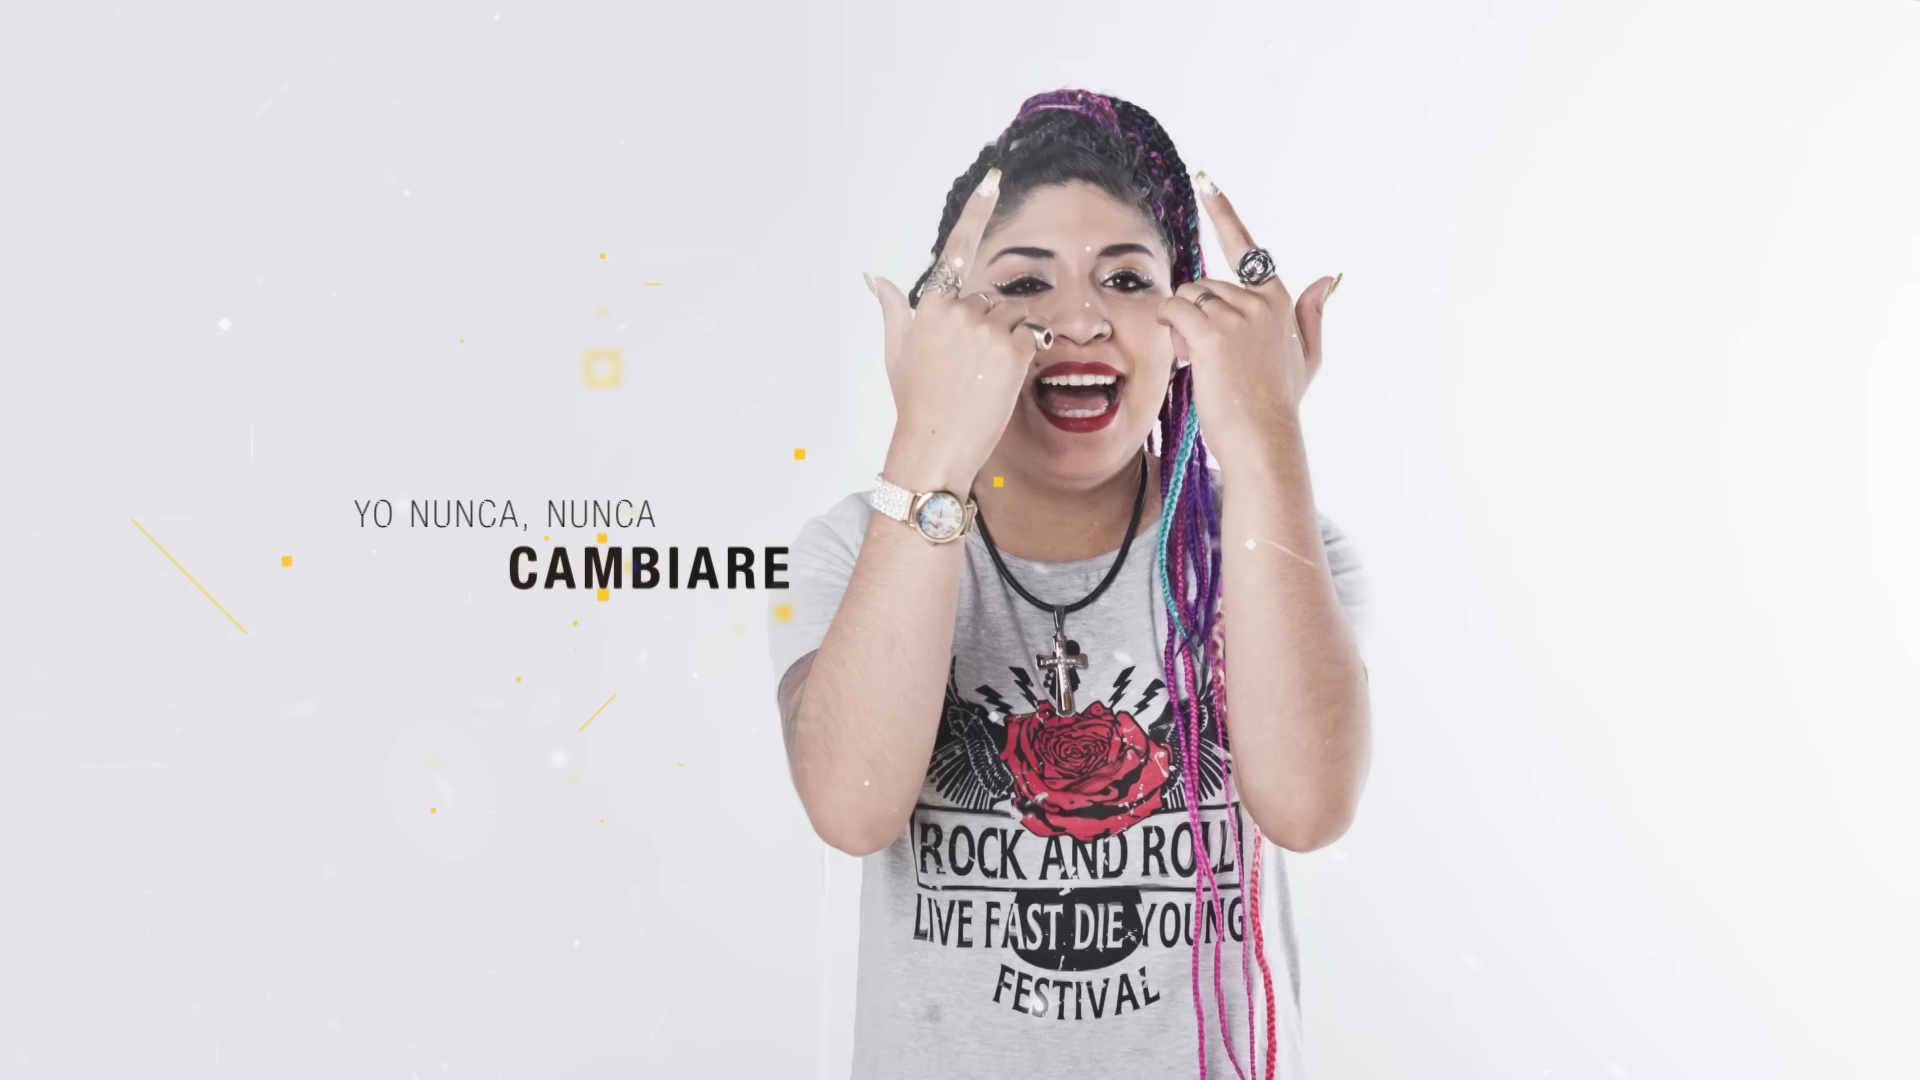 YO NUNCA, NUNCA
CAMBIARE
ROCK AND ROLL
LIVE FAST DIE YOUNG
FESTIVAL